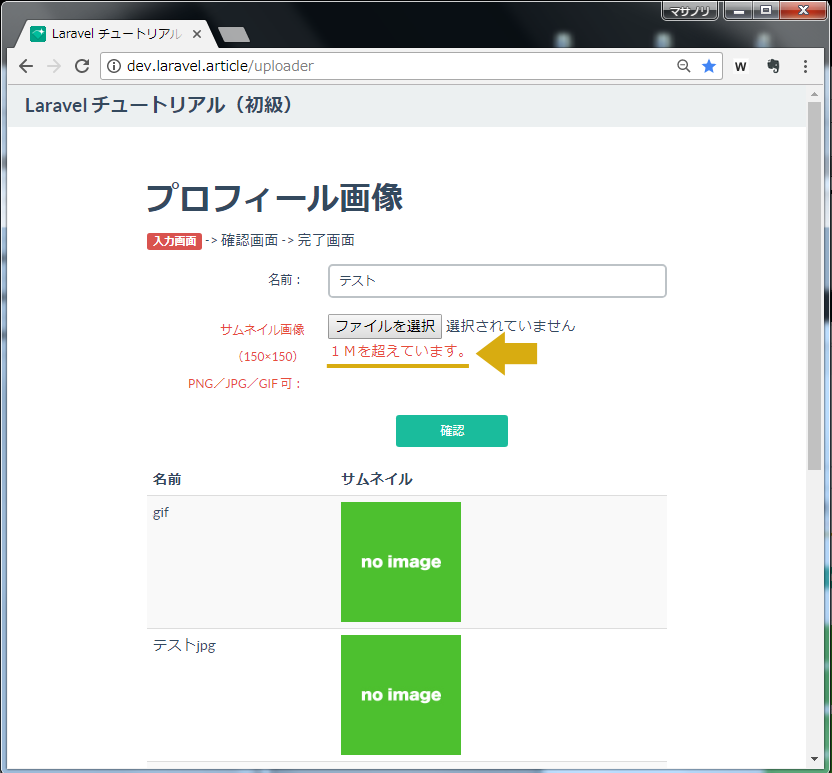 マサノリ
Laravel チュートリアル
dev.laravel.article/uploader
W
Laravel チュートリアル（初級）
プロフィール画像
入力画面 -> 確認画面 -> 完了画面
名前：
テスト
サムネイル画像
（150×150）
PNG／JPG／GIF 可：
ファイルを選択 選択されていません
１Ｍを超えています。
確認
名前 サムネイル
gif
no image
テストjpg
no image